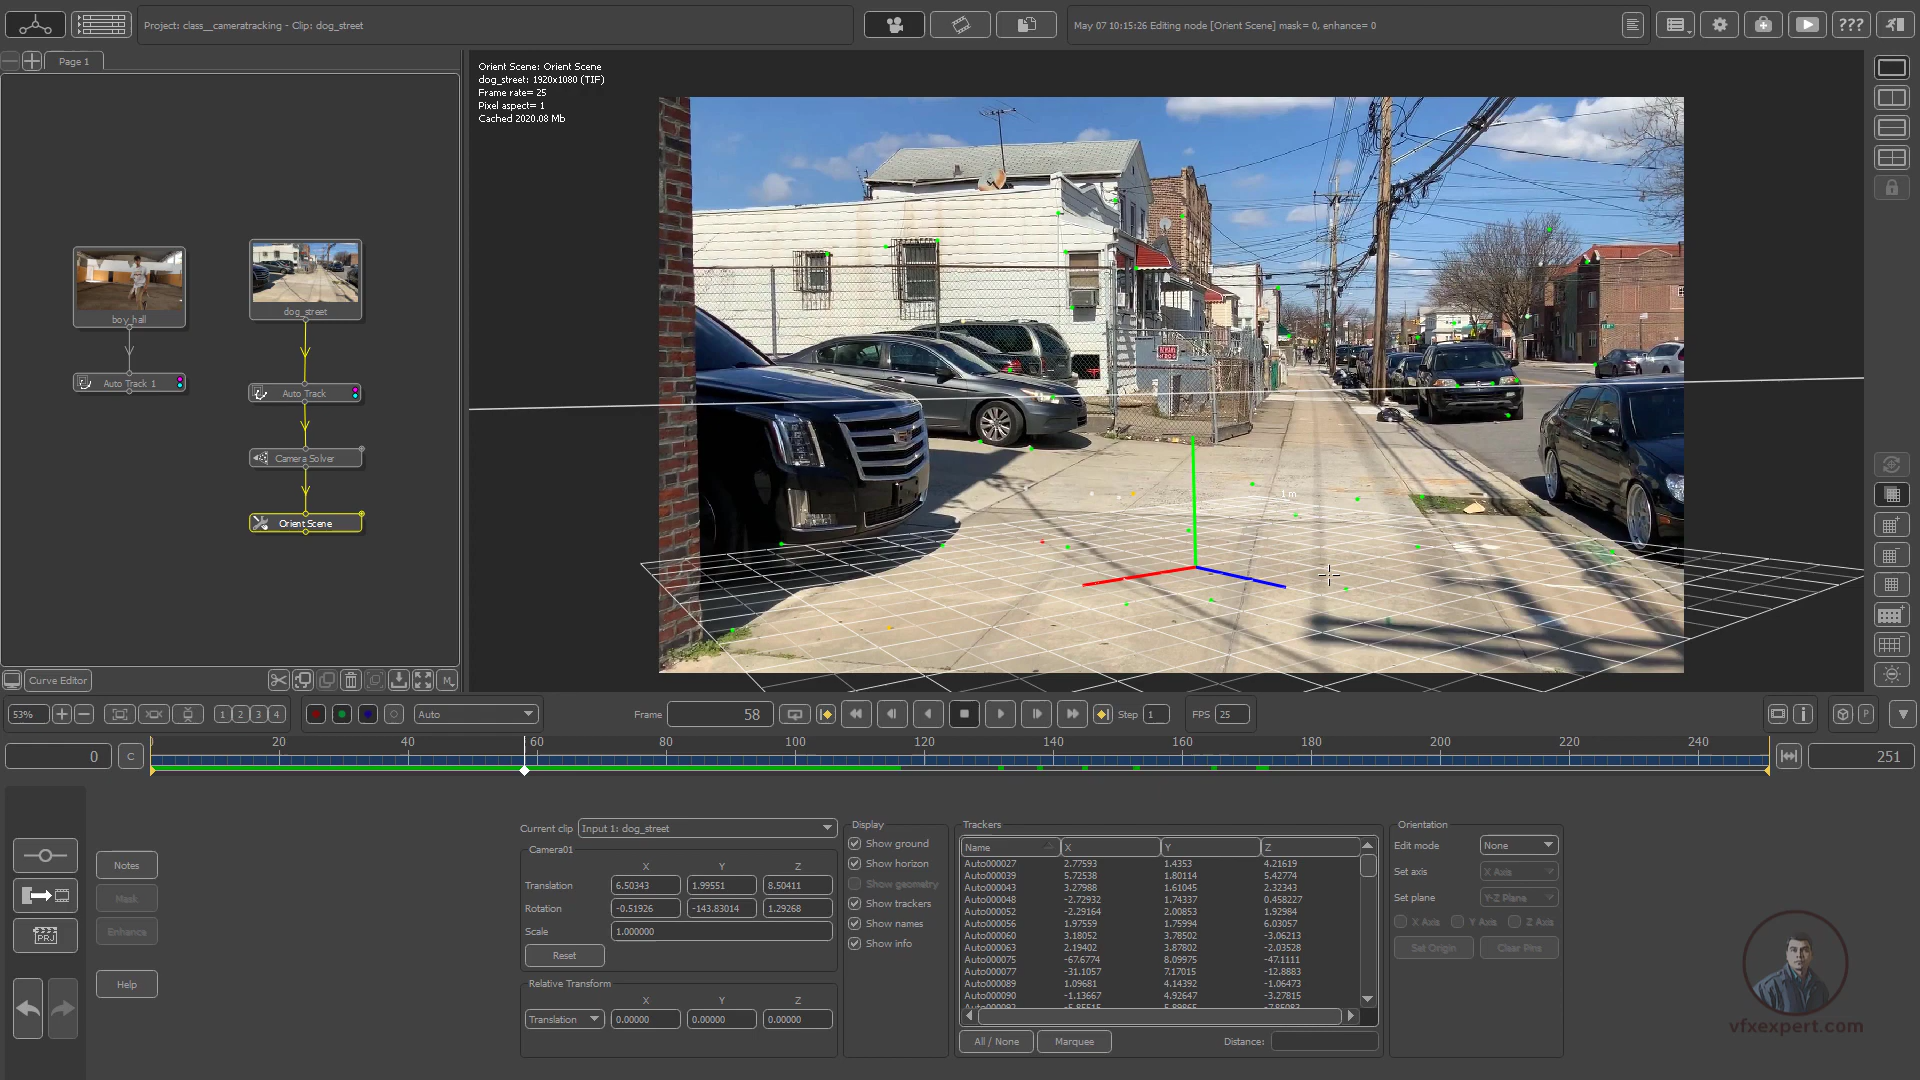 Project: class__cameratracking - Clip: dog_street
May 07 10:15:26 Editing node [Orient Scene] mask= 0, enhance= 0
???
Page 1
Orient Scene: Orient Scene
dog_street: 1920x1080 (TIF)
Frame rate= 25
Pixel aspect= 1
Cached 2020.08 Mb
boy_hall
dog_street
Auto Track 1
Auto Track
Camera Solver
Orient Scene
1 m
Curve Editor
M
53%
1 2 3 4
Auto
Frame
58
Step
1
FPS
25
P
0
C
20 40 60 80 100 120 140 160 180 200 220 240
251
Notes
Mask
Enhance
Help
PRJ
Current clip
Input 1: dog_street
Camera01
X Y Z
Translation
6.50343
1.99551
8.50411
Rotation
-0.51926
-143.83014
1.29268
Scale
1.000000
Reset
Relative Transform
X Y Z
Translation
0.00000
0.00000
0.00000
Display
Show ground
Show horizon
Show geometry
Show trackers
Show names
Show info
Trackers
Name X Y Z
Auto000027 2.77593 1.4353 4.21619
Auto000039 5.72538 1.80114 5.42774
Auto000043 3.27988 1.61045 2.32343
Auto000048 -2.72932 1.74337 0.458227
Auto000052 -2.29164 2.00853 1.92984
Auto000056 1.97559 1.75994 6.03057
Auto000060 3.18052 3.78502 -3.06213
Auto000063 2.19402 3.87802 -2.03528
Auto000075 -67.6774 8.09975 -47.1111
Auto000077 -31.1057 7.17015 -12.8883
Auto000089 1.09681 4.14392 -1.06473
Auto000090 -1.13667 4.92647 -3.27815
All / None
Marquee
Distance:
Orientation
Edit mode
None
Set axis
X Axis
Set plane
Y-Z Plane
X Axis
Y Axis
Z Axis
Set Origin
Clear Pins
vfxexpert.com